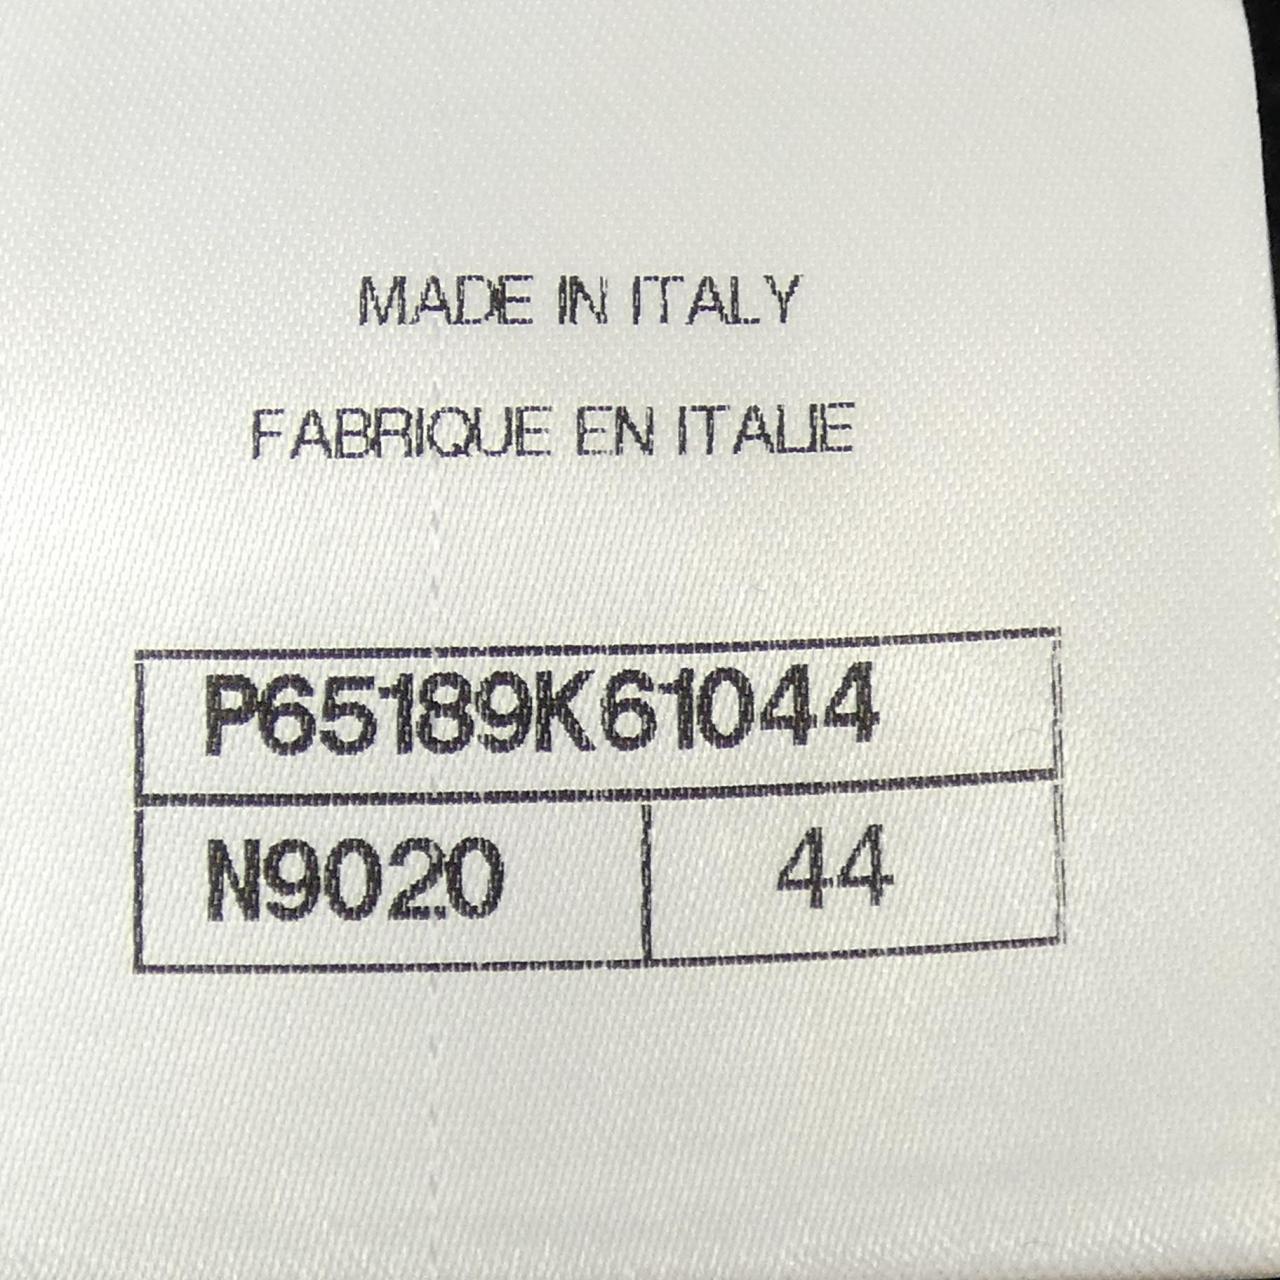 MADE IN ITALY
FABRIQUE EN ITALIE
P65189K61044
N9020 44